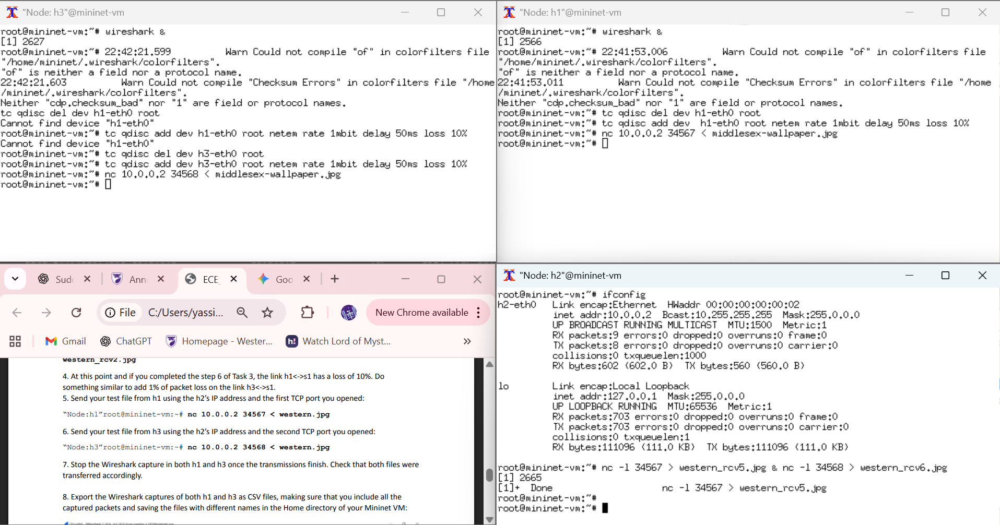 "Node: h3"@mininet-vm
root@mininet-vm:~# wireshark &
[1] 2627
root@mininet-vm:~# 22:42:21.599          Warn Could not compile "of" in colorfilters file
"/home/mininet/.wireshark/colorfilters".
"of" is neither a field nor a protocol name.
22:42:21.603          Warn Could not compile "Checksum Errors" in colorfilters file "/home
/mininet/.wireshark/colorfilters".
Neither "cdp.checksum_bad" nor "1" are field or protocol names.
tc qdisc del dev h1-eth0 root
Cannot find device "h1-eth0"
root@mininet-vm:~# tc qdisc add dev h1-eth0 root netem rate 1mbit delay 50ms loss 10%
Cannot find device "h1-eth0"
root@mininet-vm:~# tc qdisc del dev h3-eth0 root
root@mininet-vm:~# tc qdisc add dev h3-eth0 root netem rate 1mbit delay 50ms loss 10%
root@mininet-vm:~# nc 10.0.0.2 34568 < middlesex-wallpaper.jpg
root@mininet-vm:~#
"Node: h1"@mininet-vm
root@mininet-vm:~# wireshark &
[1] 2566
root@mininet-vm:~# 22:41:53.006          Warn Could not compile "of" in colorfilters file
"/home/mininet/.wireshark/colorfilters".
"of" is neither a field nor a protocol name.
22:41:53.011          Warn Could not compile "Checksum Errors" in colorfilters file "/home
/mininet/.wireshark/colorfilters".
Neither "cdp.checksum_bad" nor "1" are field or protocol names.
root@mininet-vm:~# tc qdisc del dev h1-eth0 root
root@mininet-vm:~# tc qdisc add dev  h1-eth0 root netem rate 1mbit delay 50ms loss 10%
root@mininet-vm:~# nc 10.0.0.2 34567 < middlesex-wallpaper.jpg
root@mininet-vm:~#
Sud Ann ECE_ Goo
File C:/Users/yassi... New Chrome available
Gmail ChatGPT Homepage - Wester... Watch Lord of Myst...
western_rcv2.jpg
4. At this point and if you completed the step 6 of Task 3, the link h1<->s1 has a loss of 10%. Do
something similar to add 1% of packet loss on the link h3<->s1.
5. Send your test file from h1 using the h2's IP address and the first TCP port you opened:
"Node:h1"root@mininet-vm:~# nc 10.0.0.2 34567 < western.jpg
6. Send your test file from h3 using the h2's IP address and the second TCP port you opened:
"Node:h3"root@mininet-vm:~# nc 10.0.0.2 34568 < western.jpg
7. Stop the Wireshark capture in both h1 and h3 once the transmissions finish. Check that both files were
transferred accordingly.
8. Export the Wireshark captures of both h1 and h3 as CSV files, making sure that you include all the
captured packets and saving the files with different names in the Home directory of your Mininet VM:
"Node: h2"@mininet-vm
root@mininet-vm:~# ifconfig
h2-eth0   Link encap:Ethernet  HWaddr 00:00:00:00:00:02
inet addr:10.0.0.2  Bcast:10.255.255.255  Mask:255.0.0.0
UP BROADCAST RUNNING MULTICAST  MTU:1500  Metric:1
RX packets:9 errors:0 dropped:0 overruns:0 frame:0
TX packets:8 errors:0 dropped:0 overruns:0 carrier:0
collisions:0 txqueuelen:1000
RX bytes:602 (602.0 B)  TX bytes:560 (560.0 B)
lo        Link encap:Local Loopback
inet addr:127.0.0.1  Mask:255.0.0.0
UP LOOPBACK RUNNING  MTU:65536  Metric:1
RX packets:703 errors:0 dropped:0 overruns:0 frame:0
TX packets:703 errors:0 dropped:0 overruns:0 carrier:0
collisions:0 txqueuelen:1
RX bytes:111096 (111.0 KB)  TX bytes:111096 (111.0 KB)
root@mininet-vm:~# nc -l 34567 > western_rcv5.jpg & nc -l 34568 > western_rcv6.jpg
[1] 2665
[1]+  Done                    nc -l 34567 > western_rcv5.jpg
root@mininet-vm:~#
root@mininet-vm:~#